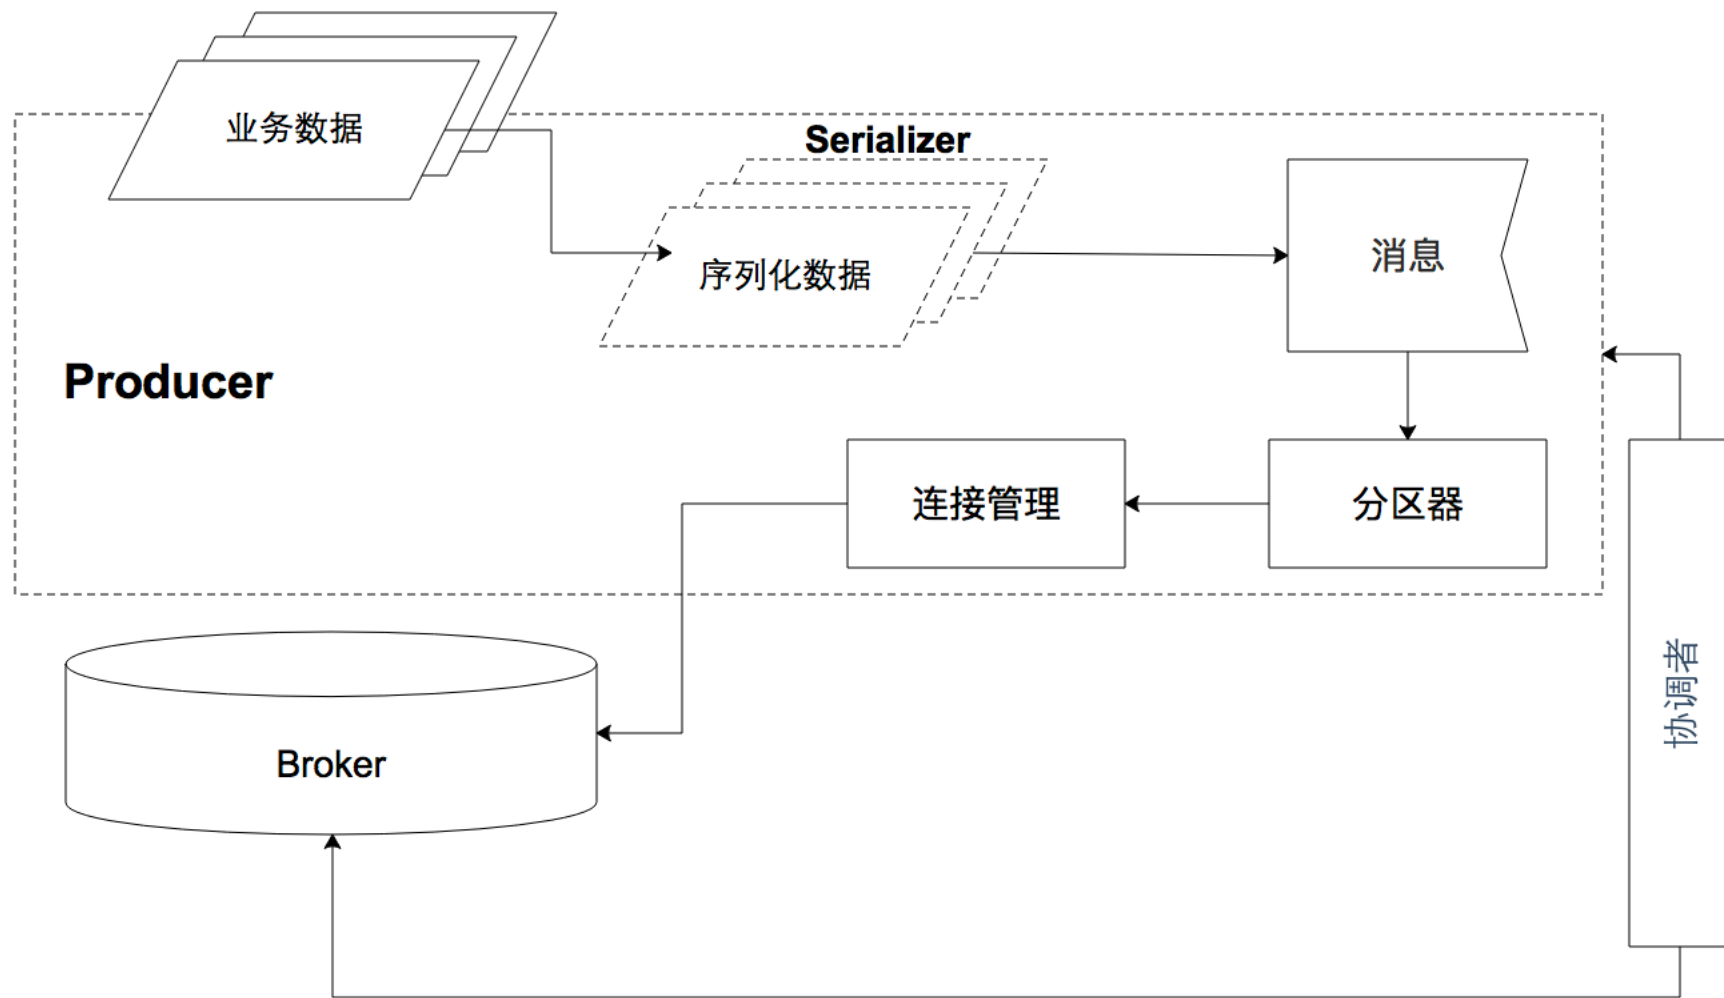 业务数据
Serializer
序列化数据
消息
Producer
连接管理
分区器
协调者
Broker